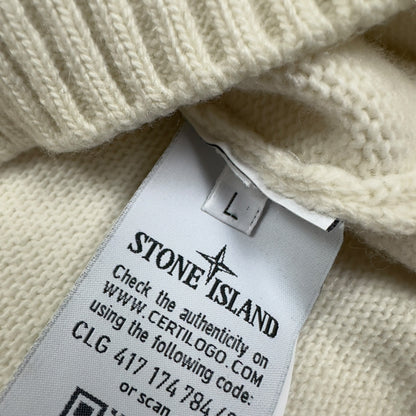 L
STONE ISLAND
Check the authenticity on
WWW.CERTILOGO.COM
using the following code:
CLG 417 174 784
or scan